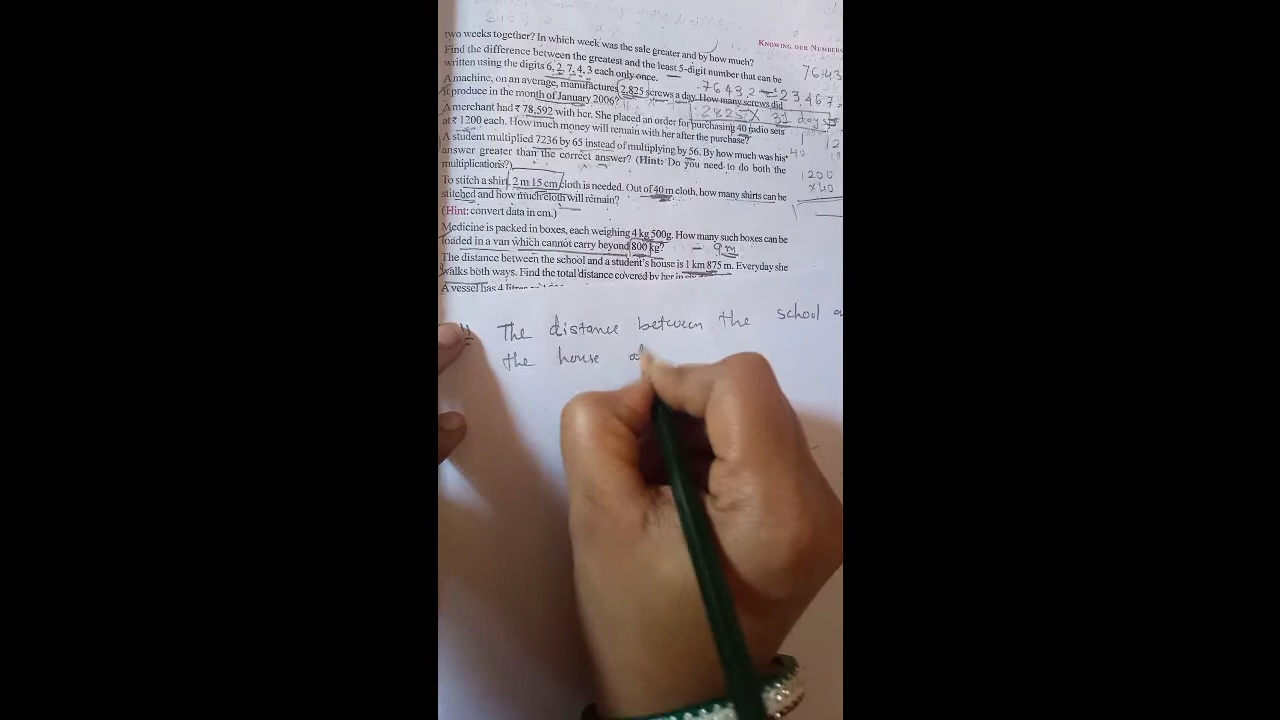 two weeks together? In which week was the sale greater and by how much?
KNOWING OUR NUMBERS
Find the difference between the greatest and the least 5-digit number that can be
written using the digits 6, 2, 7, 4, 3 each only once.
7643
76432 - 23467
A machine, on an average, manufactures 2,825 screws a day. How many screws did
it produce in the month of January 2006?
2825 X 31 days
A merchant had ₹ 78,592 with her. She placed an order for purchasing 40 radio sets
at ₹ 1200 each. How much money will remain with her after the purchase?
A student multiplied 7236 by 65 instead of multiplying by 56. By how much was his
answer greater than the correct answer? (Hint: Do you need to do both the
multiplications?)
1200
x40
To stitch a shirt, 2 m 15 cm cloth is needed. Out of 40 m cloth, how many shirts can be
stitched and how much cloth will remain?
(Hint: convert data in cm.)
Medicine is packed in boxes, each weighing 4 kg 500g. How many such boxes can be
loaded in a van which cannot carry beyond 800 kg?
- 9m
The distance between the school and a student's house is 1 km 875 m. Everyday she
walks both ways. Find the total distance covered by her in
A vessel has 4
11 The distance between the school
the house